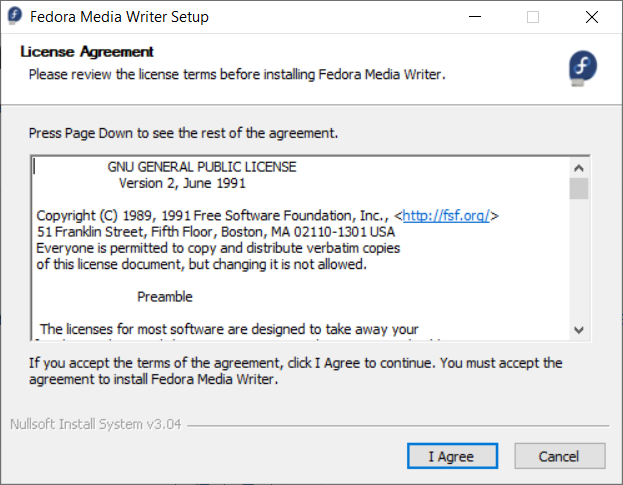 Fedora Media Writer Setup
License Agreement
Please review the license terms before installing Fedora Media Writer.
Press Page Down to see the rest of the agreement.
GNU GENERAL PUBLIC LICENSE
Version 2, June 1991
Copyright (C) 1989, 1991 Free Software Foundation, Inc., <http://fsf.org/>
51 Franklin Street, Fifth Floor, Boston, MA 02110-1301 USA
Everyone is permitted to copy and distribute verbatim copies
of this license document, but changing it is not allowed.
Preamble
The licenses for most software are designed to take away your
If you accept the terms of the agreement, click I Agree to continue. You must accept the
agreement to install Fedora Media Writer.
Nullsoft Install System v3.04
I Agree
Cancel